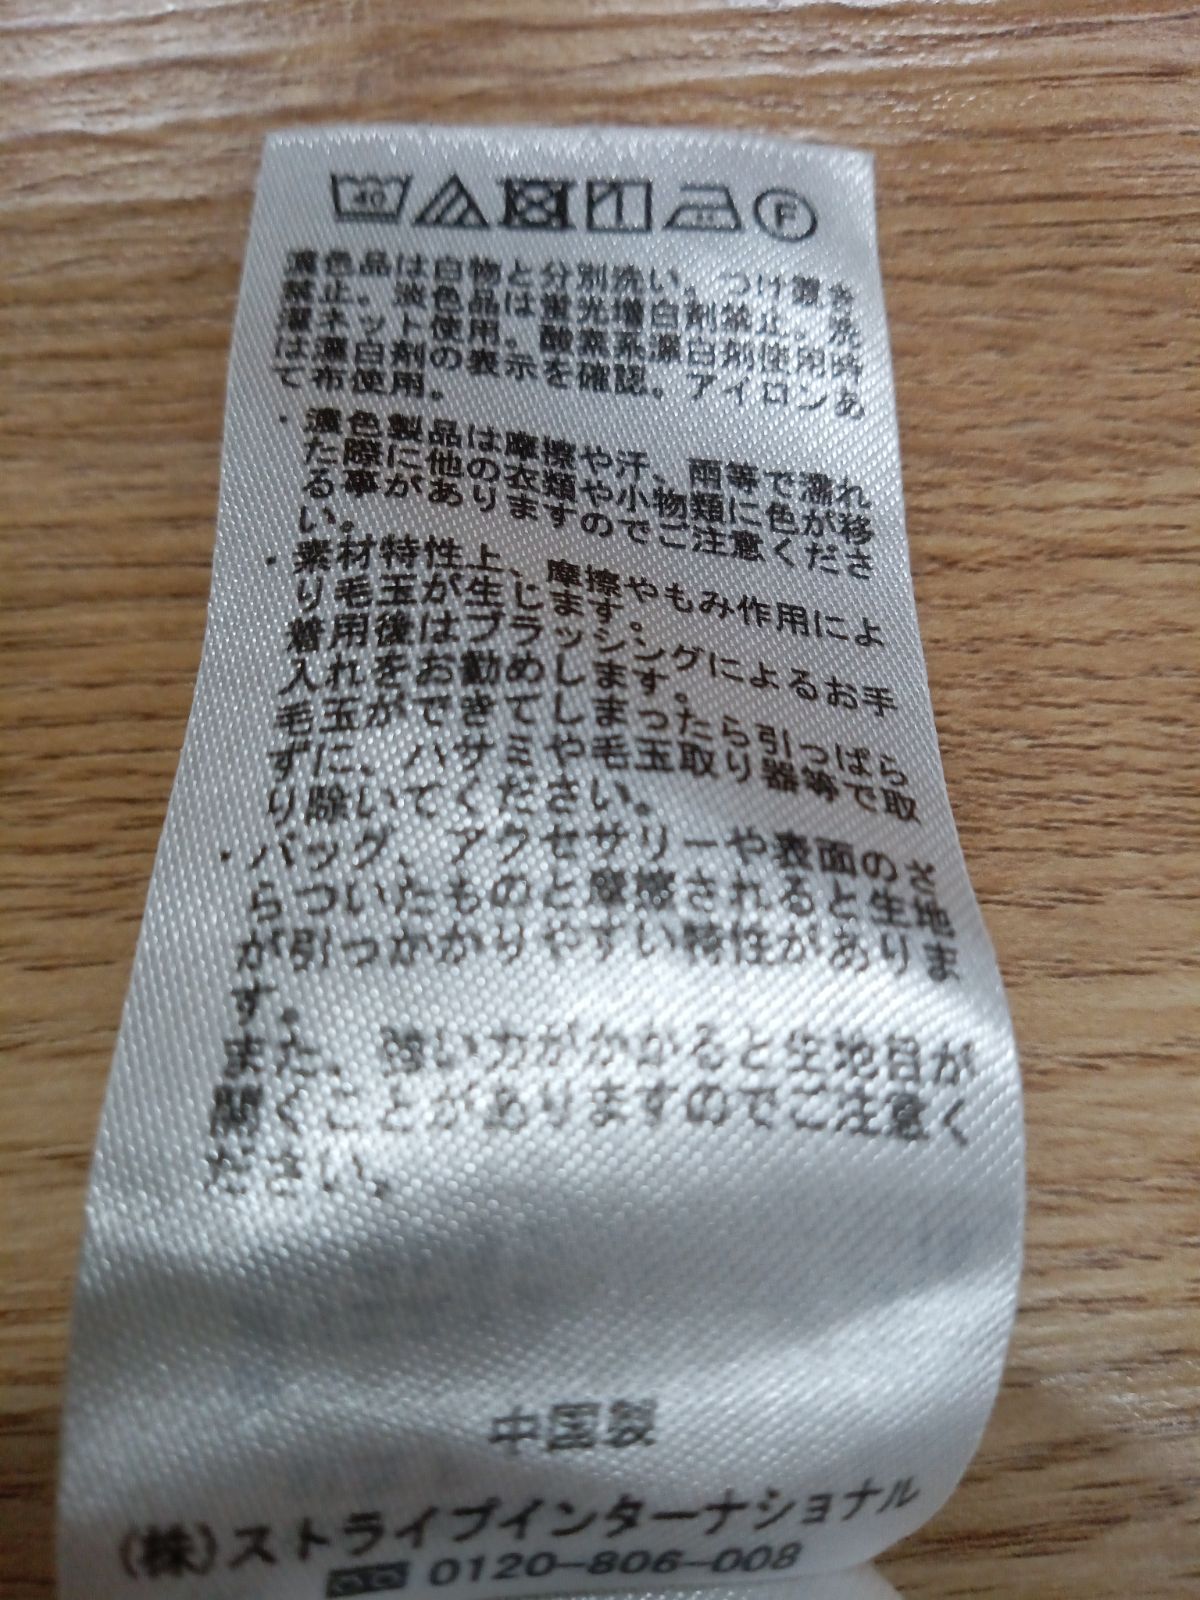 40 F
濃色品は白物と分別洗い。つけ置き
禁止。淡色品は蛍光増白剤禁止。洗
濯ネット使用。酸素系漂白剤使用時
は漂白剤の表示を確認。アイロンあ
て布使用。
・濃色製品は摩擦や汗、雨等で濡れ
た際に他の衣類や小物類に色が移
る事がありますのでご注意くださ
い。
・素材特性上、摩擦やもみ作用によ
り毛玉が生じます。
着用後はブラッシングによるお手
入れをお勧めします。
毛玉ができてしまったら引っぱら
ずに、ハサミや毛玉取り器等で取
り除いてください。
・バッグ、アクセサリーや表面のざ
らついたものと摩擦されると生地
が引っかかりやすい特性がありま
す。
また、強い力がかかると生地目が
開くことがありますのでご注意く
ださい。
中国製
(株)ストライプインターナショナル
0120-806-008